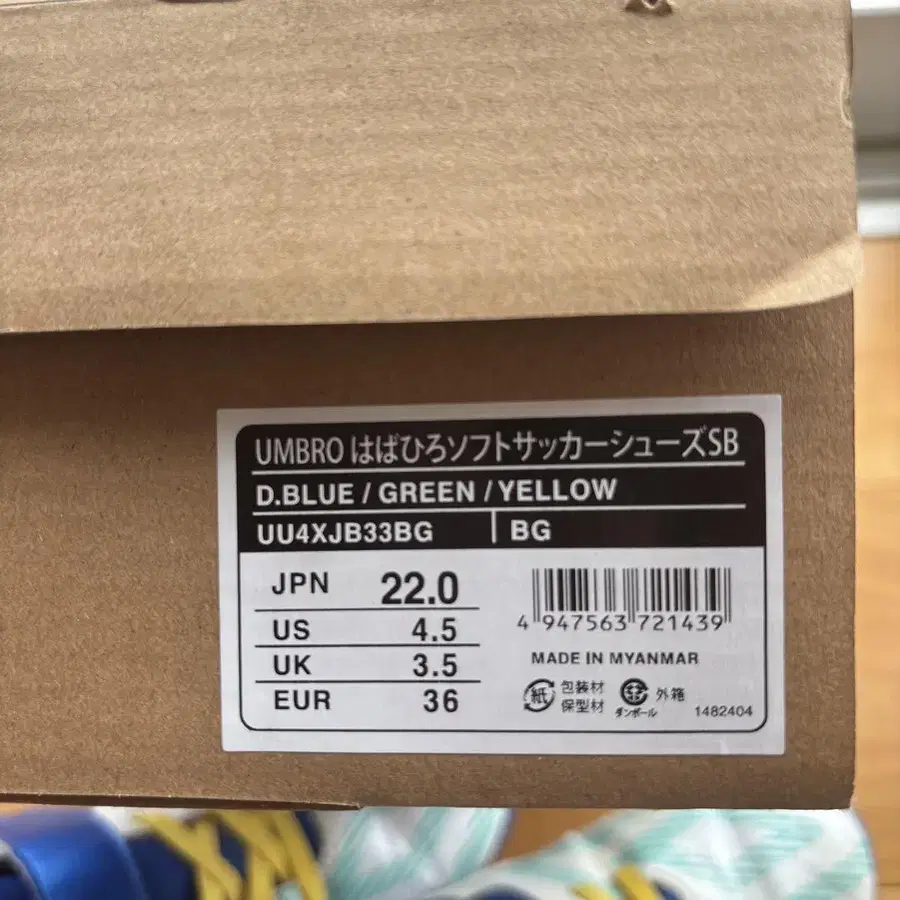 UMBRO はばひろソフトサッカーシューズSB
D.BLUE / GREEN / YELLOW
UU4XJB33BG | BG
JPN 22.0
US 4.5
UK 3.5
EUR 36
4 947563 721439
MADE IN MYANMAR
紙 包装材 保型材
ダンボール 外箱
1482404